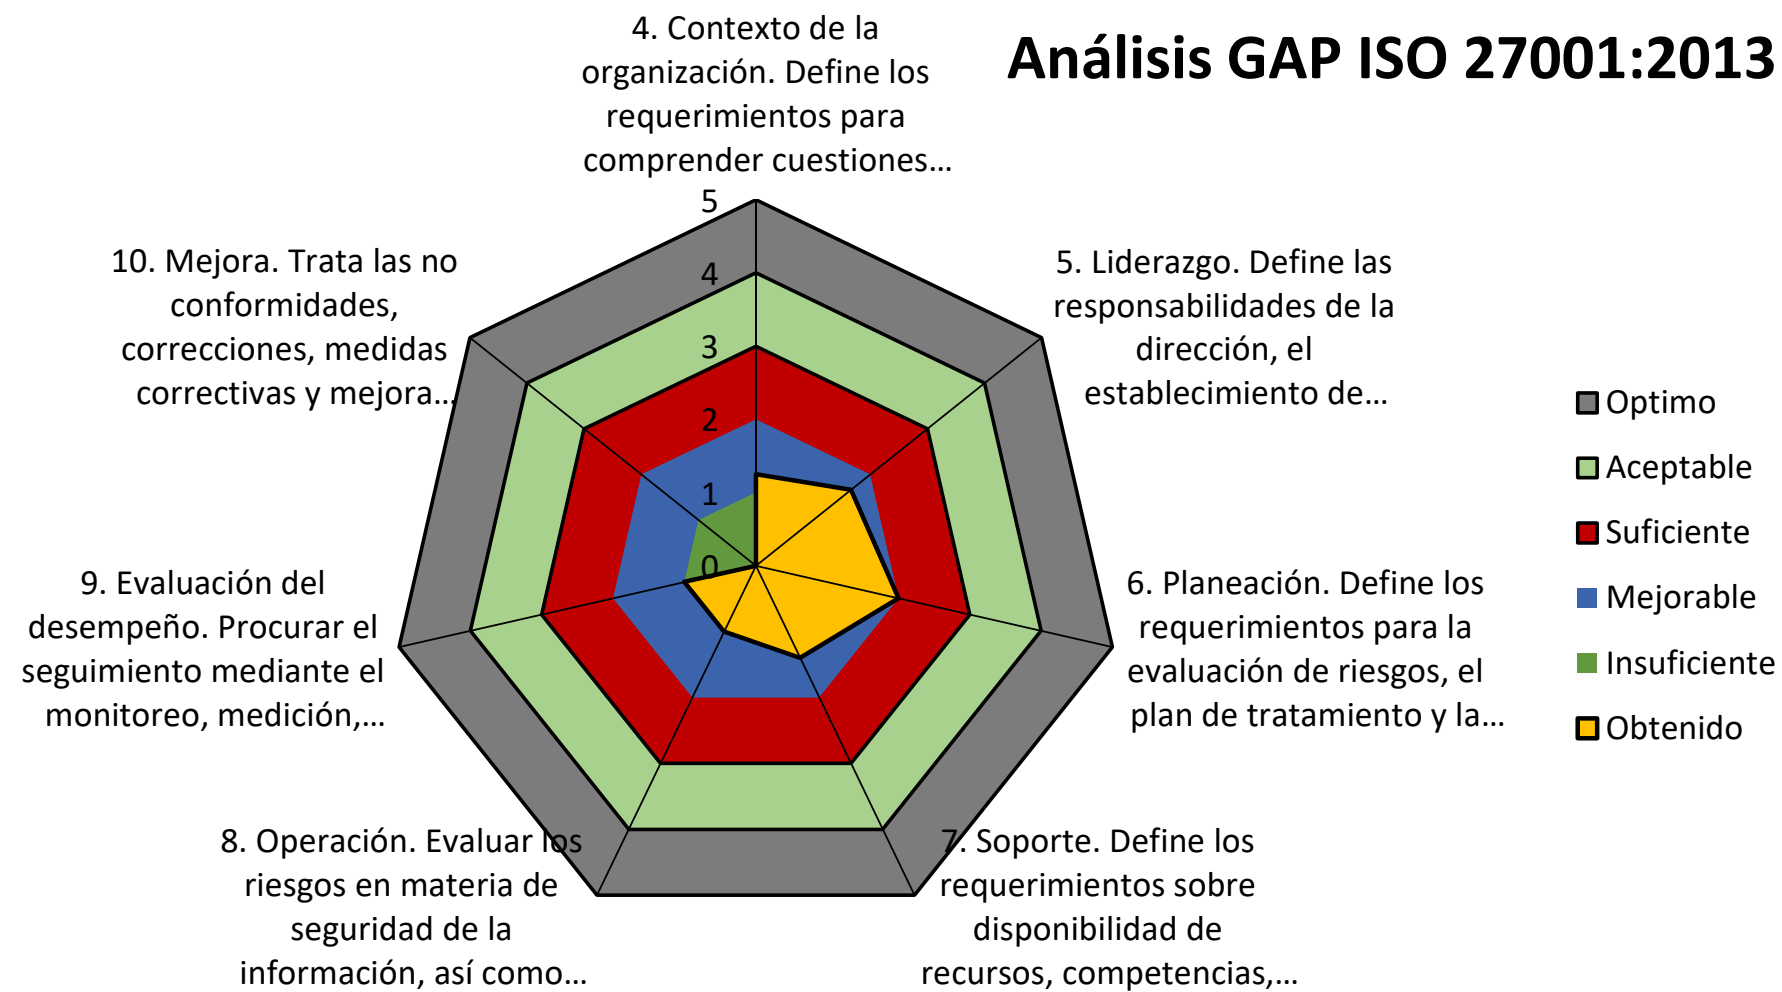 Análisis GAP ISO 27001:2013
4. Contexto de la
organización. Define los
requerimientos para
comprender cuestiones...
5. Liderazgo. Define las
responsabilidades de la
dirección, el
establecimiento de...
6. Planeación. Define los
requerimientos para la
evaluación de riesgos, el
plan de tratamiento y la...
7. Soporte. Define los
requerimientos sobre
disponibilidad de
recursos, competencias,...
8. Operación. Evaluar los
riesgos en materia de
seguridad de la
información, así como...
9. Evaluación del
desempeño. Procurar el
seguimiento mediante el
monitoreo, medición,...
10. Mejora. Trata las no
conformidades,
correcciones, medidas
correctivas y mejora...
5
4
3
2
1
0
Optimo
Aceptable
Suficiente
Mejorable
Insuficiente
Obtenido